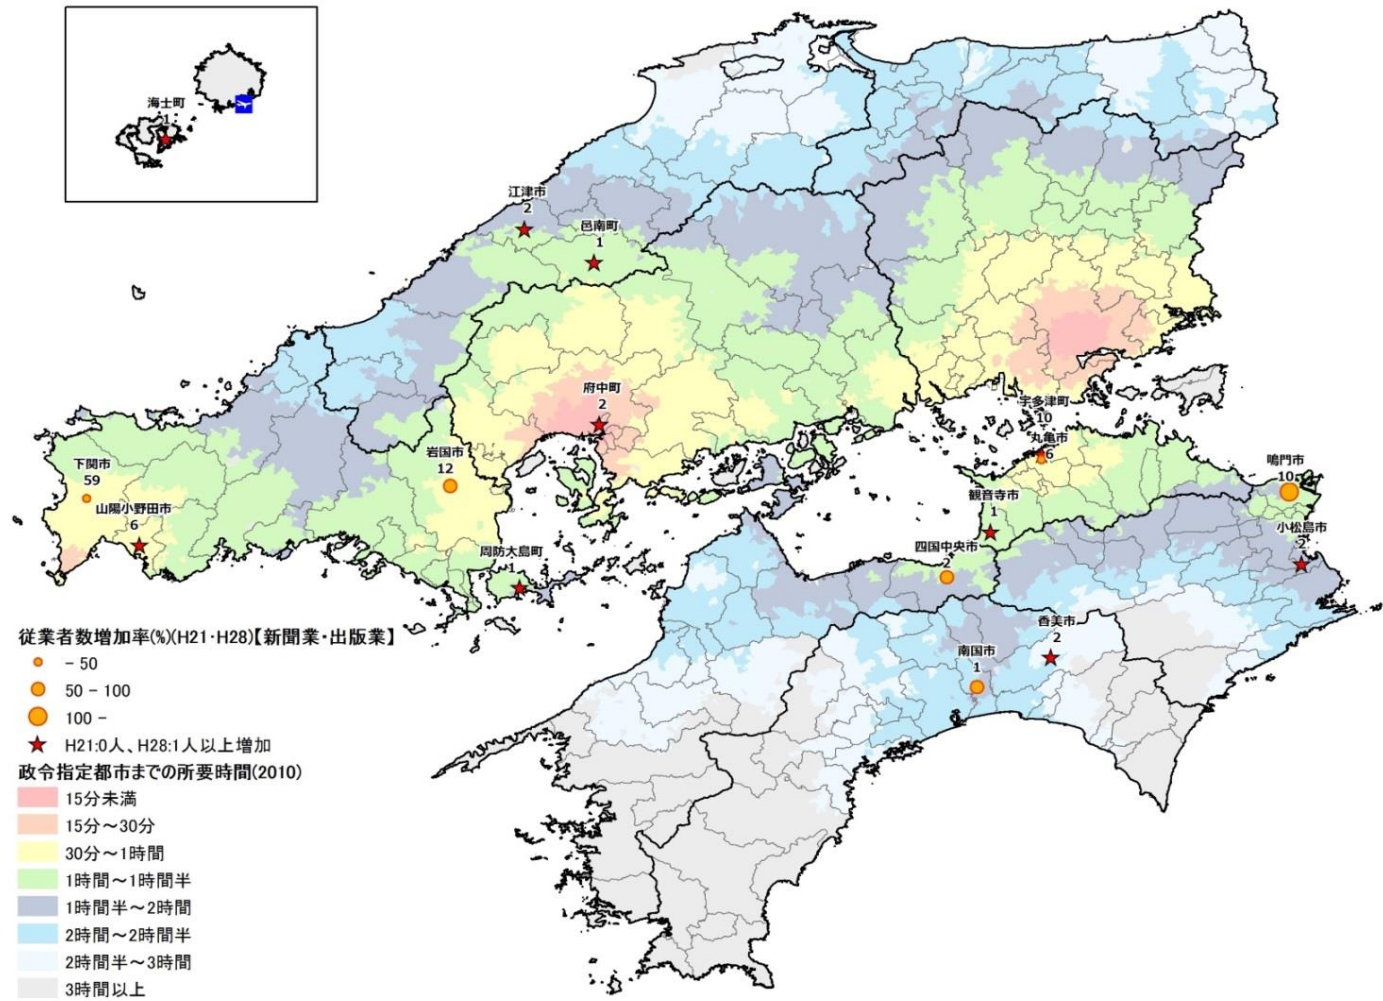 海士町
1
江津市
2
邑南町
1
府中町
2
宇多津町
10
丸亀市
6
岩国市
12
下関市
59
山陽小野田市
6
鳴門市
10
観音寺市
1
小松島市
2
四国中央市
2
周防大島町
1
香美市
2
南国市
1
従業者数増加率(%)(H21・H28)【新聞業・出版業】
- 50
50 - 100
100 -
H21:0人、H28:1人以上増加
政令指定都市までの所要時間(2010)
15分未満
15分～30分
30分～1時間
1時間～1時間半
1時間半～2時間
2時間～2時間半
2時間半～3時間
3時間以上